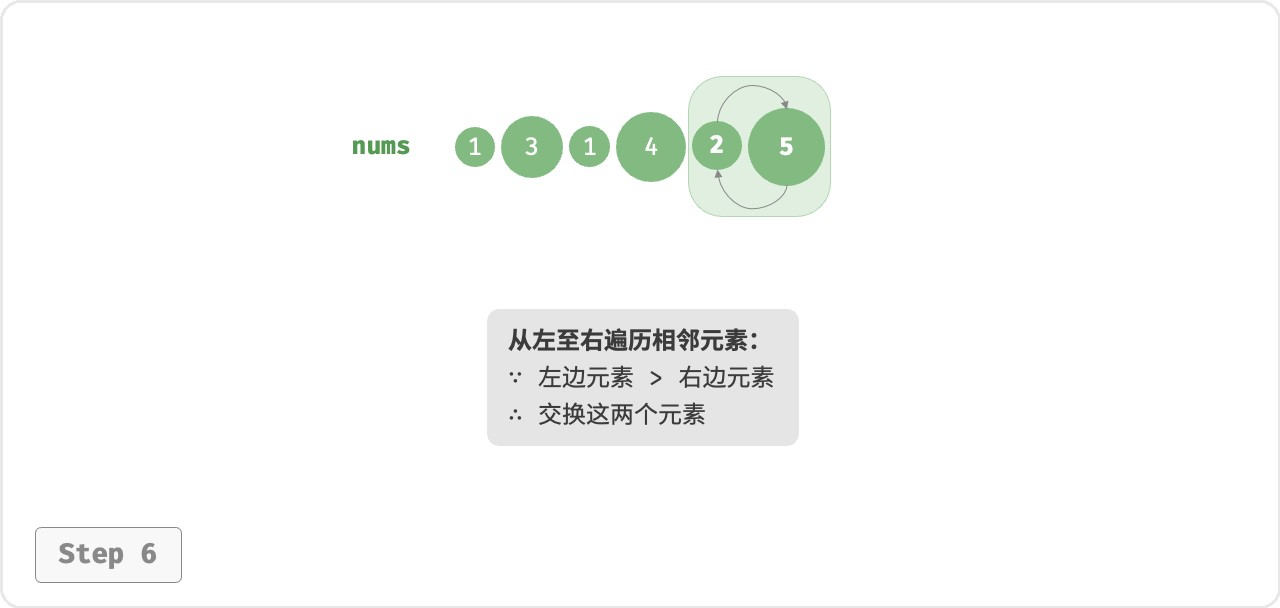 nums 1 3 1 4 2 5
从左至右遍历相邻元素：
∵ 左边元素 > 右边元素
∴ 交换这两个元素
Step 6